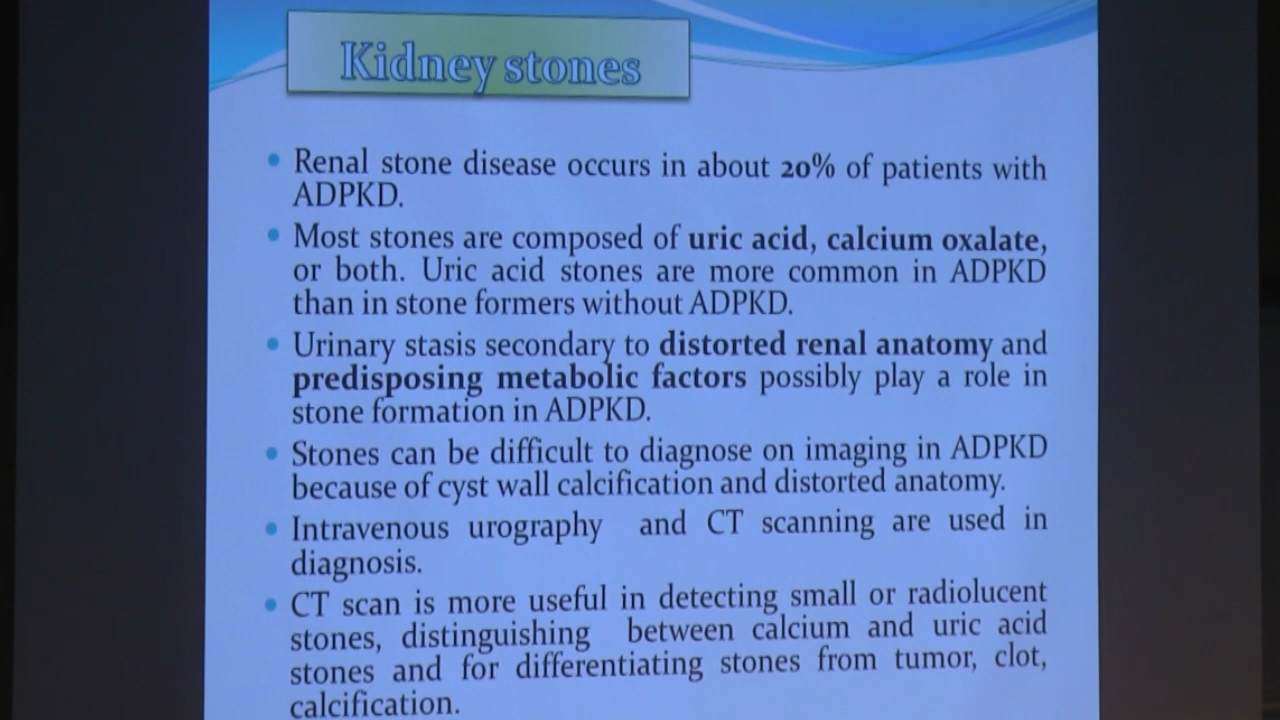 Kidney stones
Renal stone disease occurs in about 20% of patients with
ADPKD.
Most stones are composed of uric acid, calcium oxalate,
or both. Uric acid stones are more common in ADPKD
than in stone formers without ADPKD.
Urinary stasis secondary to distorted renal anatomy and
predisposing metabolic factors possibly play a role in
stone formation in ADPKD.
Stones can be difficult to diagnose on imaging in ADPKD
because of cyst wall calcification and distorted anatomy.
Intravenous urography and CT scanning are used in
diagnosis.
CT scan is more useful in detecting small or radiolucent
stones, distinguishing between calcium and uric acid
stones and for differentiating stones from tumor, clot,
calcification.